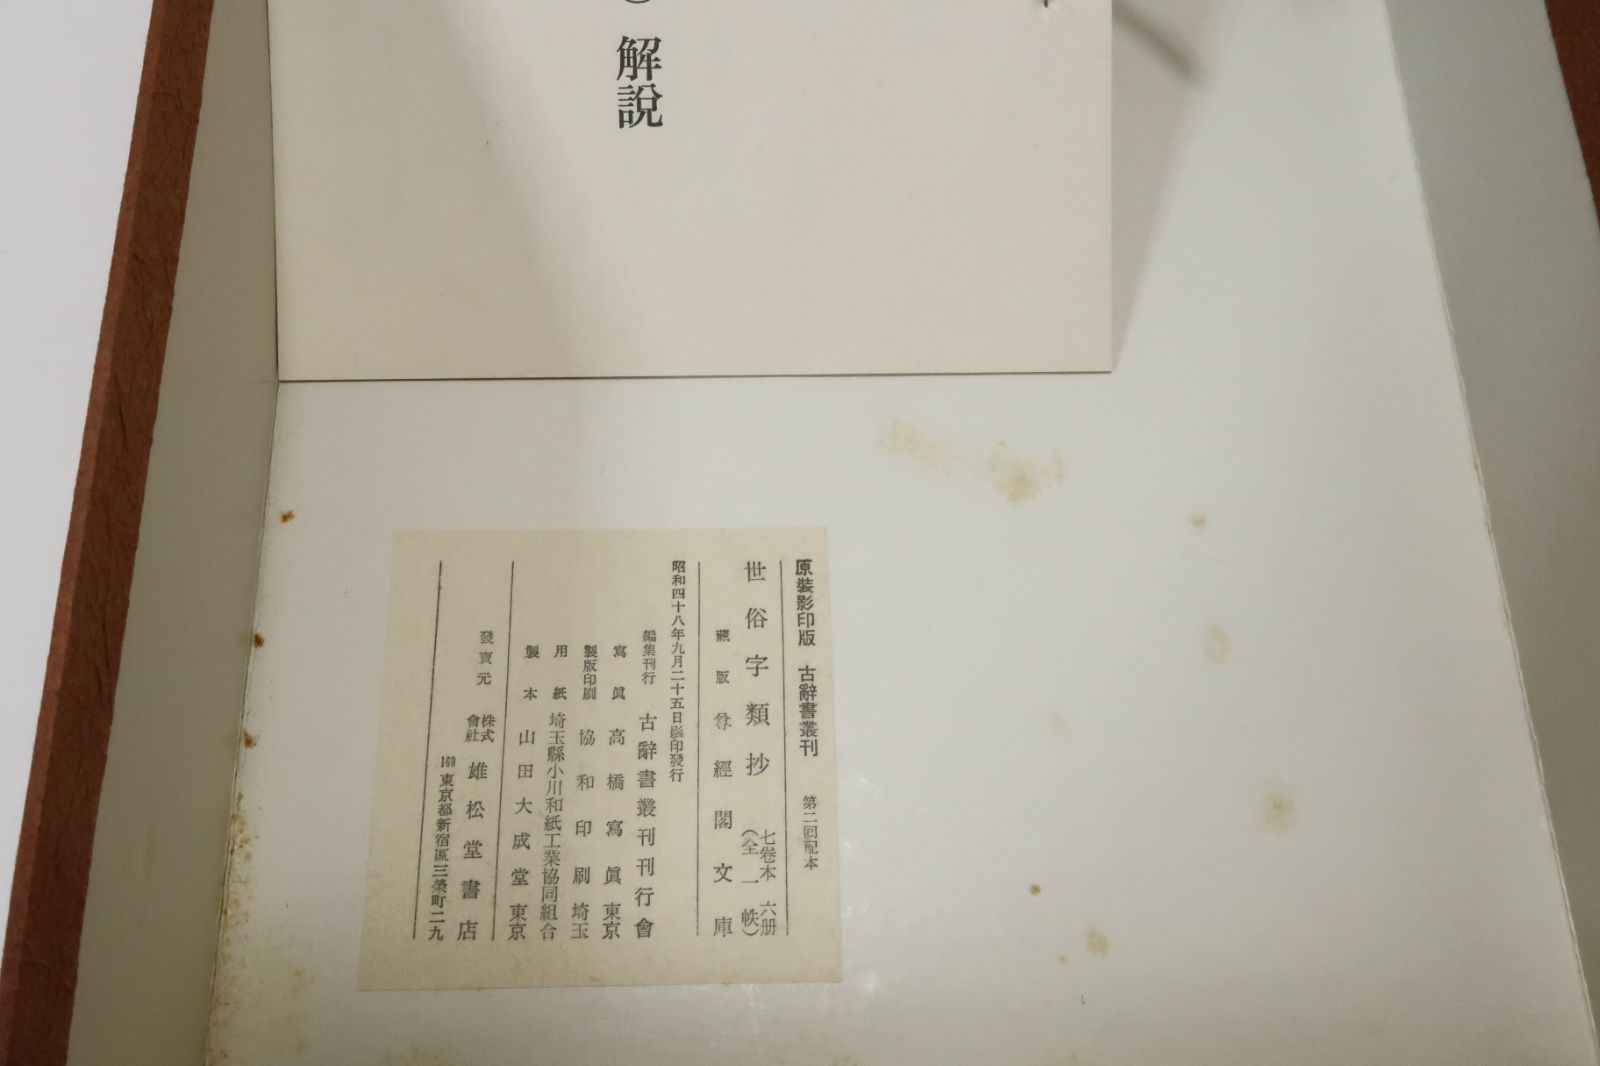 解說
原裝影印版 古辭書叢刊 第二回配本
世俗字類抄 七卷本 六册
(全一帙)
藏版 尊經閣文庫
昭和四十八年九月二十五日影印發行
編集刊行 古辭書叢刊刊行會
寫眞 高橋寫眞 東京
製版印刷 協和印刷 埼玉
用紙 埼玉縣小川和紙工業協同組合
製本 山田大成堂 東京
發賣元 株式會社 雄松堂書店
160 東京都新宿區三榮町二九